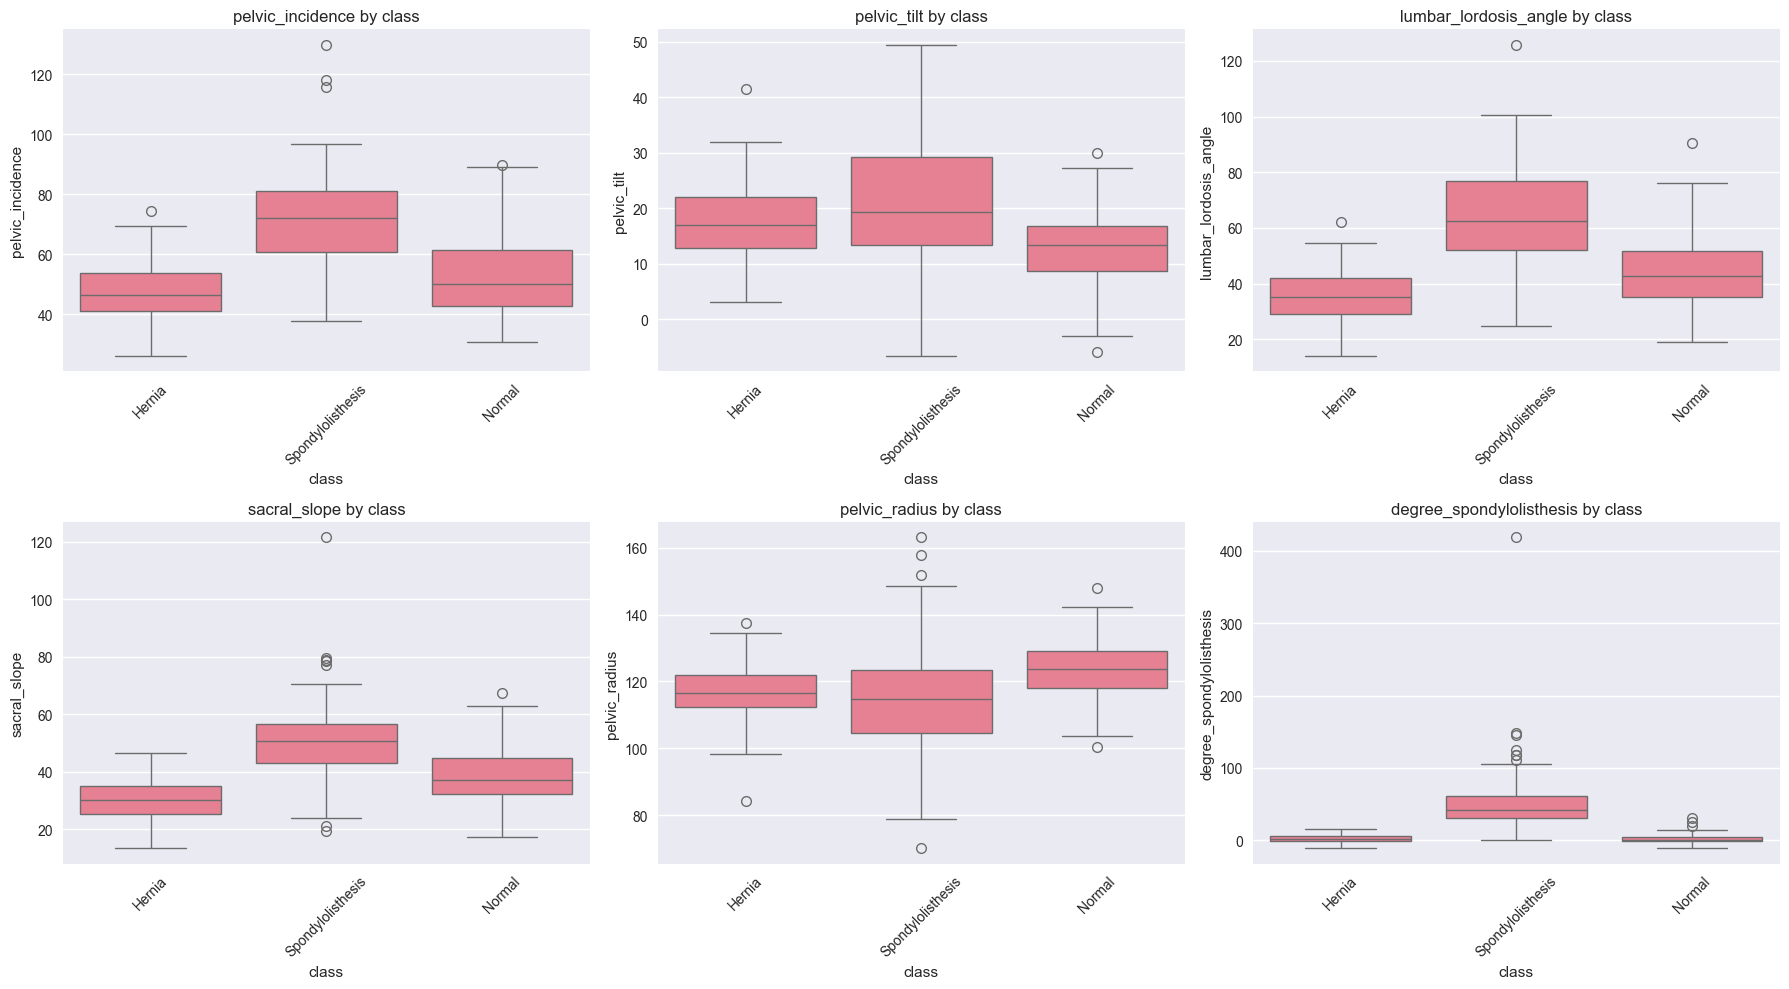 pelvic_incidence by class
pelvic_incidence
120
100
80
60
40
Hernia
Spondylolisthesis
Normal
class
pelvic_tilt by class
pelvic_tilt
50
40
30
20
10
0
Hernia
Spondylolisthesis
Normal
class
lumbar_lordosis_angle by class
lumbar_lordosis_angle
120
100
80
60
40
20
Hernia
Spondylolisthesis
Normal
class
sacral_slope by class
sacral_slope
120
100
80
60
40
20
Hernia
Spondylolisthesis
Normal
class
pelvic_radius by class
pelvic_radius
160
140
120
100
80
Hernia
Spondylolisthesis
Normal
class
degree_spondylolisthesis by class
degree_spondylolisthesis
400
300
200
100
0
Hernia
Spondylolisthesis
Normal
class